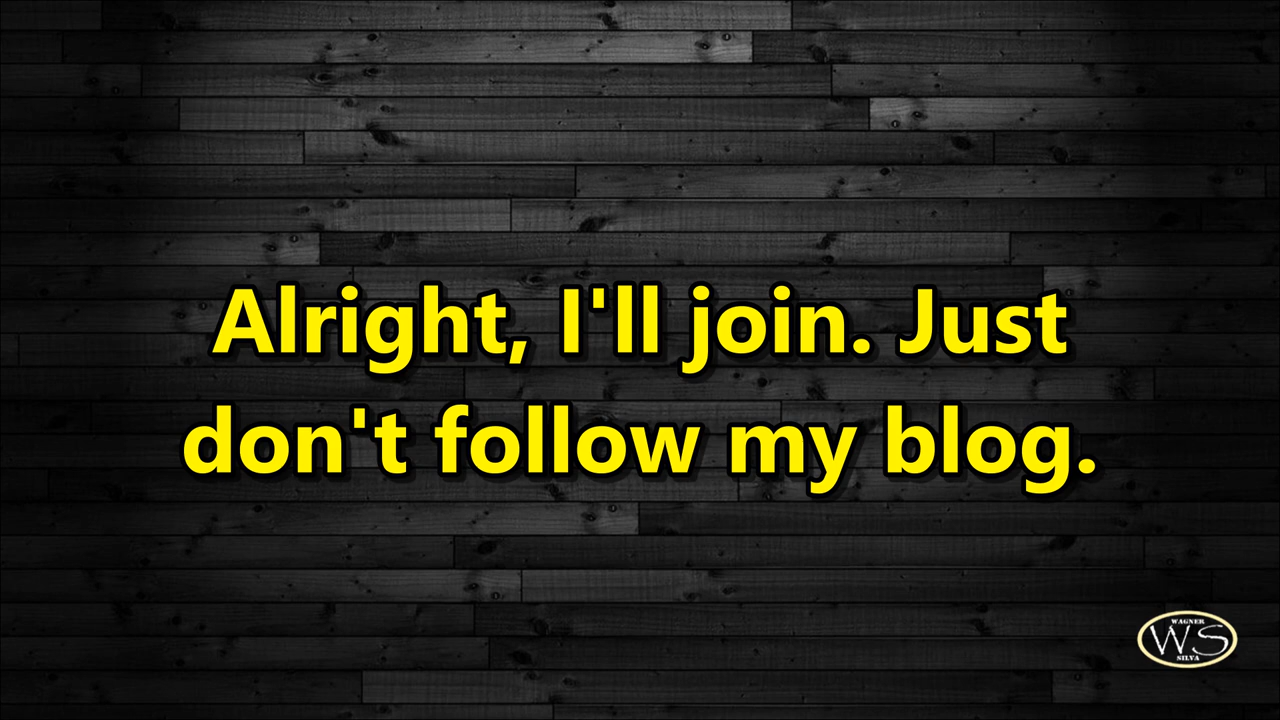 Alright, I'll join. Just
don't follow my blog.
WAGNER
WS
SILVA